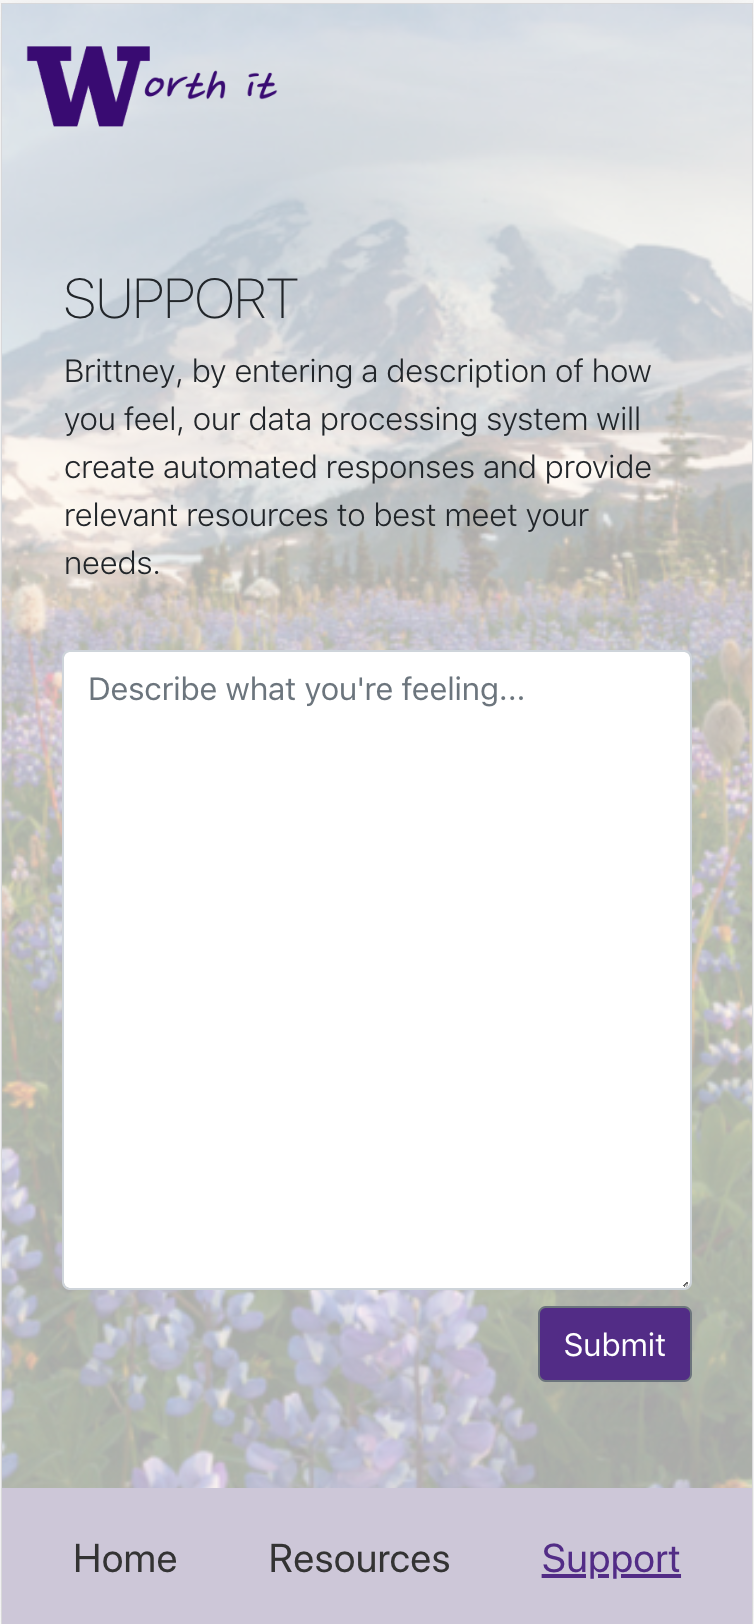 Worth it
SUPPORT
Brittney, by entering a description of how
you feel, our data processing system will
create automated responses and provide
relevant resources to best meet your
needs.
Describe what you're feeling...
Submit
Home Resources Support